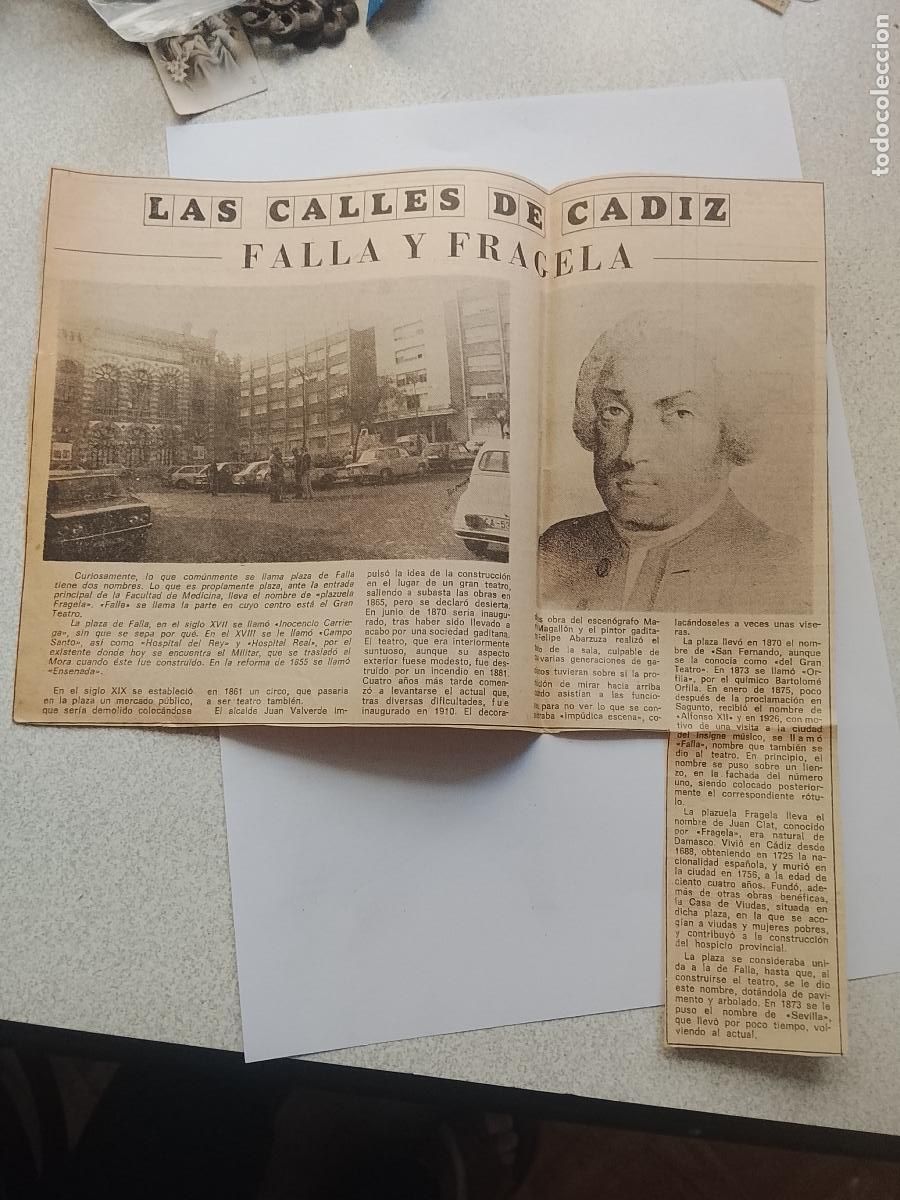 LAS CALLES DE CADIZ
FALLA Y FRAGELA
Curiosamente, lo que comúnmente se llama plaza de Falla
tiene dos nombres. Lo que es propiamente plaza, ante la entrada
principal de la Facultad de Medicina, lleva el nombre de «plazuela
Fragela». «Falla» se llama la parte en cuyo centro está el Gran
Teatro.
La plaza de Falla, en el siglo XVII se llamó «Inocencio Carrie-
ga», sin que se sepa por qué. En el XVIII se le llamó «Campo
Santo», así como «Hospital del Rey» y «Hospital Real», por el
existente donde hoy se encuentra el Militar, que se trasladó al
Mora cuando éste fue construido. En la reforma de 1855 se llamó
«Ensenada».
En el siglo XIX se estableció
en la plaza un mercado público,
que sería demolido colocándose
en 1861 un circo, que pasaría
a ser teatro también.
El alcalde Juan Valverde im-
pulsó la idea de la construcción
en el lugar de un gran teatro,
saliendo a subasta las obras en
1865, pero se declaró desierta.
En junio de 1870 sería inaugu-
rado, tras haber sido llevado a
acabo por una sociedad gaditana.
El teatro, que era interiormente
suntuoso, aunque su aspecto
exterior fuese modesto, fue des-
truído por un incendio en 1881.
Cuatro años más tarde comen-
zó a levantarse el actual que,
tras diversas dificultades, fue
inaugurado en 1910. El decora-
es obra del escenógrafo Ma-
Magallón y el pintor gadita-
Felipe Abarzuza realizó el
de la sala, culpable de
varias generaciones de ga-
nos tuvieran sobre sí la pro-
ción de mirar hacia arriba
do asistían a las funcio-
para no ver lo que se con-
raba «impúdica escena», co-
lacándoseles a veces unas vise-
ras.
La plaza llevó en 1870 el nom-
bre de «San Fernando, aunque
se la conocía como «del Gran
Teatro». En 1873 se llamó «Or-
fila», por el químico Bartolomé
Orfila. En enero de 1875, poco
después de la proclamación en
Sagunto, recibió el nombre de
«Alfonso XII» y en 1926, con mo-
tivo de una visita a la ciudad
del insigne músico, se llamó
«Falla», nombre que también se
dio al teatro. En principio, el
nombre se puso sobre un lien-
zo, en la fachada del número
uno, siendo colocado posterior-
mente el correspondiente rótu-
lo.
La plazuela Fragela lleva el
nombre de Juan Clat, conocido
por «Fragela», era natural de
Damasco. Vivió en Cádiz desde
1688, obteniendo en 1725 la na-
cionalidad española, y murió en
la ciudad en 1756, a la edad de
ciento cuatro años. Fundó, ade-
más de otras obras benéficas,
la Casa de Viudas, situada en
dicha plaza, en la que se aco-
gían a viudas y mujeres pobres,
y contribuyó a la construcción
del hospicio provincial.
La plaza se consideraba uni-
da a la de Falla, hasta que, al
construirse el teatro, se le dio
este nombre, dotándola de pavi-
mento y arbolado. En 1873 se le
puso el nombre de «Sevilla»,
que llevó por poco tiempo, vol-
viendo al actual.
todocoleccion